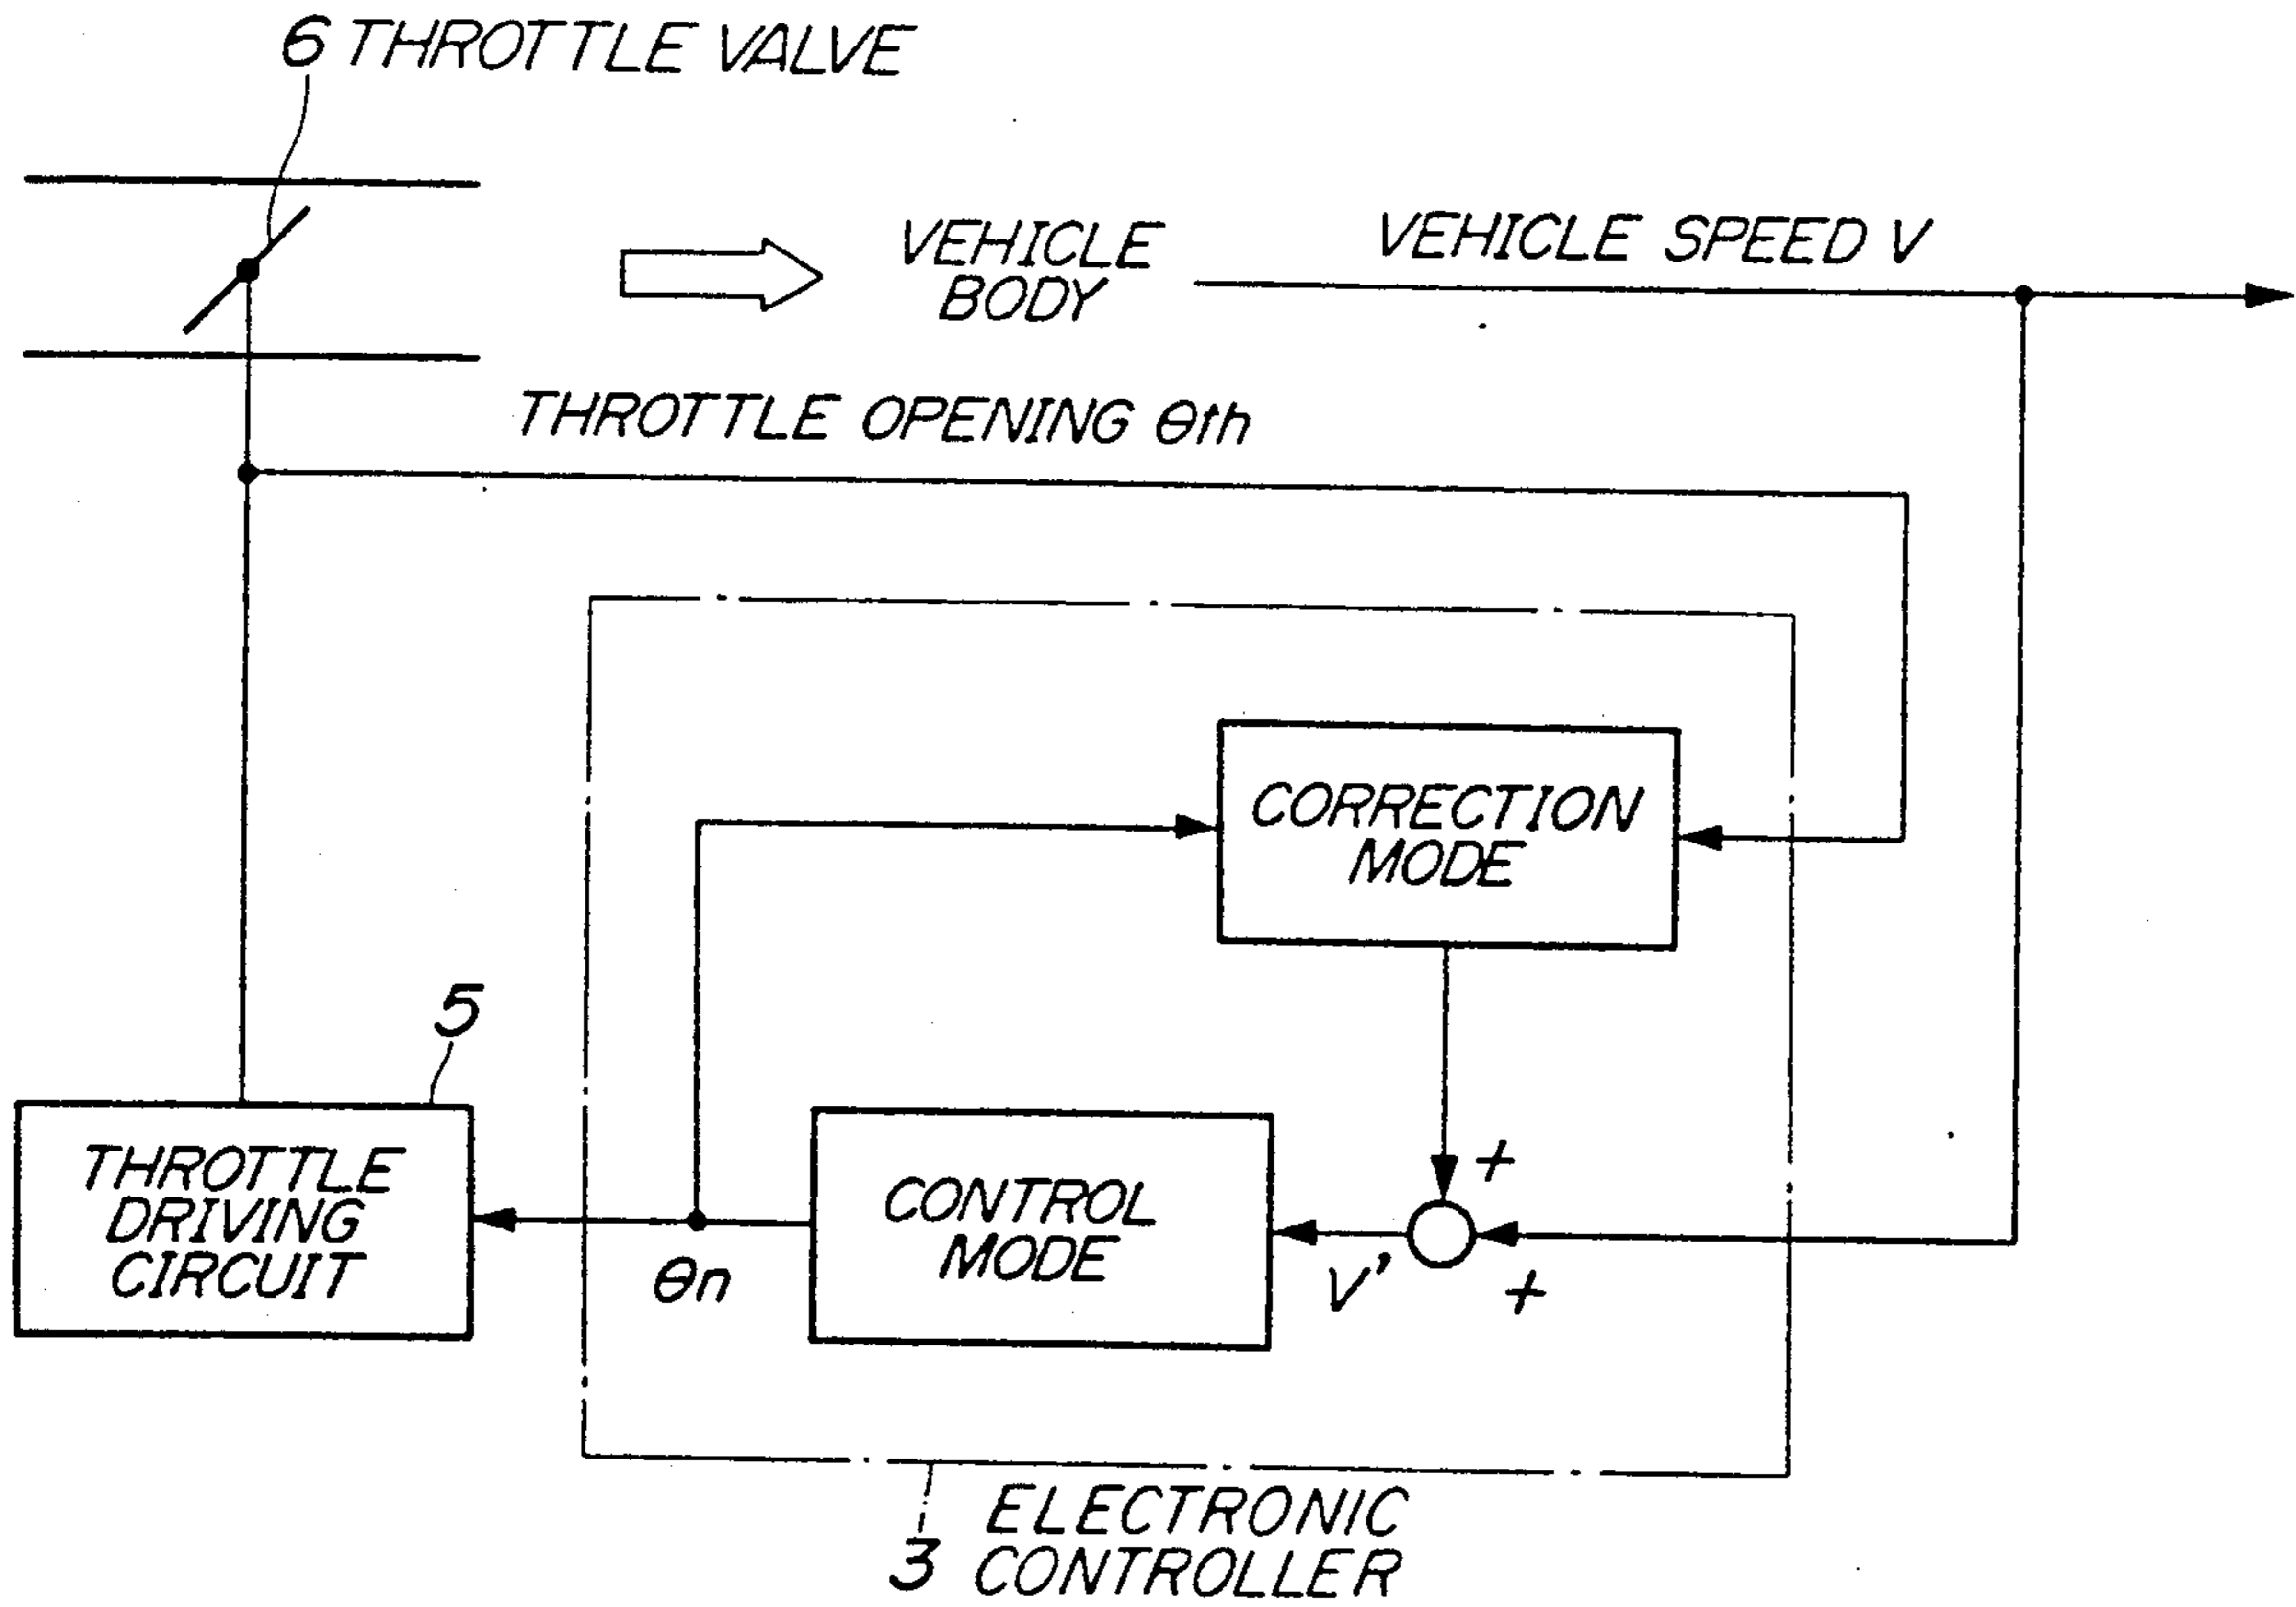 6 THROTTLE VALVE
VEHICLE
BODY
VEHICLE SPEED V
THROTTLE OPENING θth
CORRECTION
MODE
5
THROTTLE
DRIVING
CIRCUIT
θn
CONTROL
MODE
V'
+
+
3 ELECTRONIC
CONTROLLER